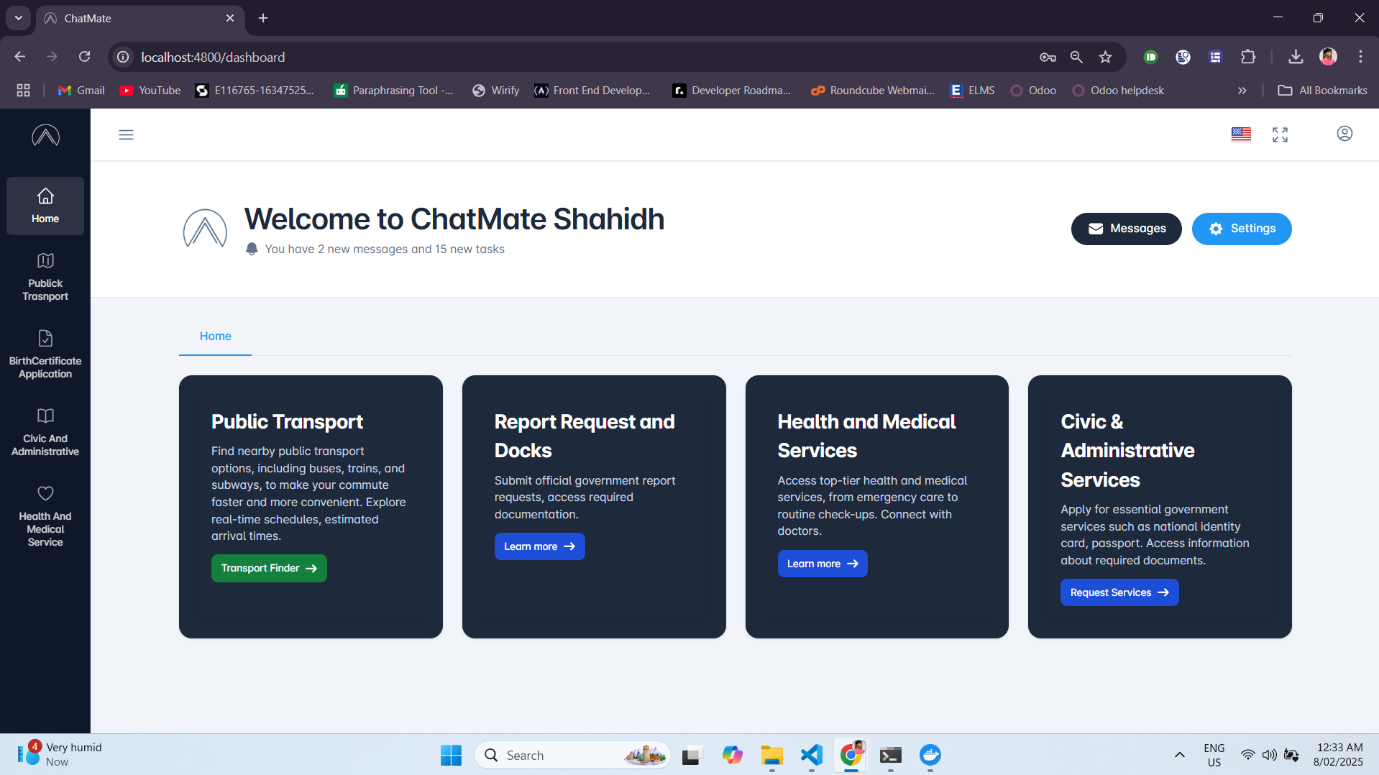 ChatMate
localhost:4800/dashboard
Gmail
YouTube
E116765-16347525...
Paraphrasing Tool -...
Wirify
Front End Develop...
Developer Roadma...
Roundcube Webmai...
ELMS
Odoo
Odoo helpdesk
All Bookmarks
Home
Publick
Trasnport
BirthCertificate
Application
Civic And
Administrative
Health And
Medical
Service
Welcome to ChatMate Shahidh
You have 2 new messages and 15 new tasks
Messages
Settings
Home
Public Transport
Find nearby public transport
options, including buses, trains, and
subways, to make your commute
faster and more convenient. Explore
real-time schedules, estimated
arrival times.
Transport Finder
Report Request and
Docks
Submit official government report
requests, access required
documentation.
Learn more
Health and Medical
Services
Access top-tier health and medical
services, from emergency care to
routine check-ups. Connect with
doctors.
Learn more
Civic &
Administrative
Services
Apply for essential government
services such as national identity
card, passport. Access information
about required documents.
Request Services
4
Very humid
Now
Search
ENG
US
12:33 AM
8/02/2025